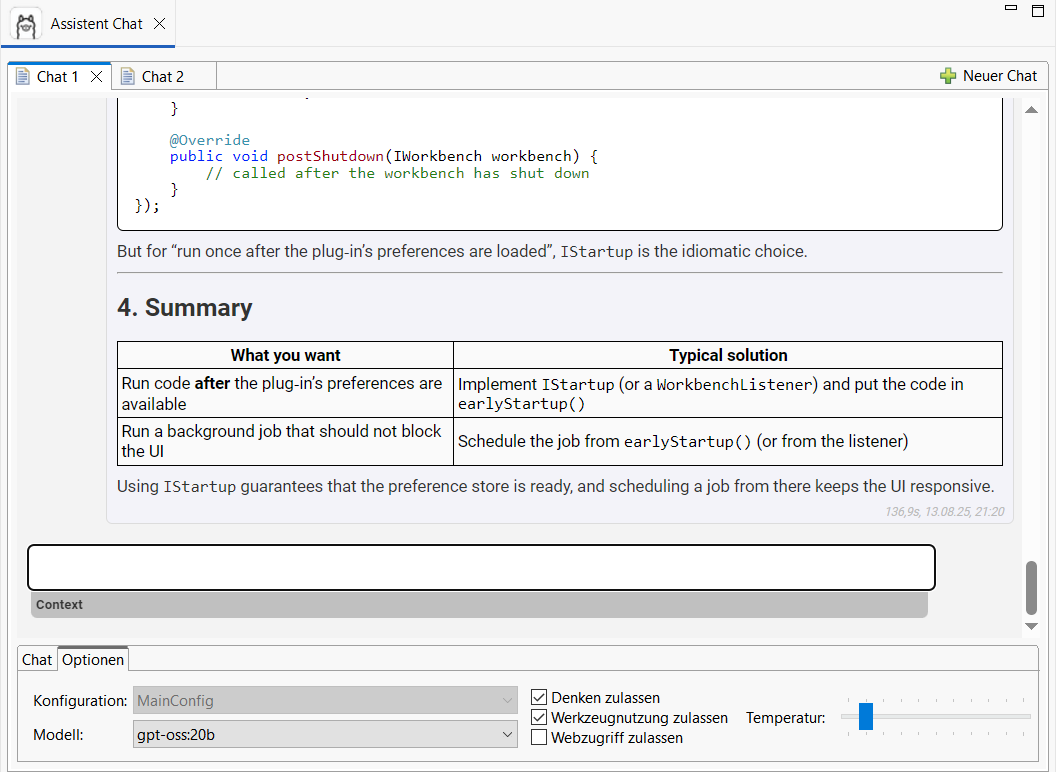 Assistent Chat
Chat 1
Chat 2
Neuer Chat
}
@Override
public void postShutdown(IWorkbench workbench) {
// called after the workbench has shut down
}
});
But for “run once after the plug-in’s preferences are loaded”, IStartup is the idiomatic choice.
4. Summary
What you want
Typical solution
Run code after the plug-in’s preferences are
available
Implement IStartup (or a WorkbenchListener) and put the code in
earlyStartup()
Run a background job that should not block
the UI
Schedule the job from earlyStartup() (or from the listener)
Using IStartup guarantees that the preference store is ready, and scheduling a job from there keeps the UI responsive.
136,9s, 13.08.25, 21:20
Context
Chat
Optionen
Konfiguration:
MainConfig
Modell:
gpt-oss:20b
Denken zulassen
Werkzeugnutzung zulassen
Webzugriff zulassen
Temperatur: